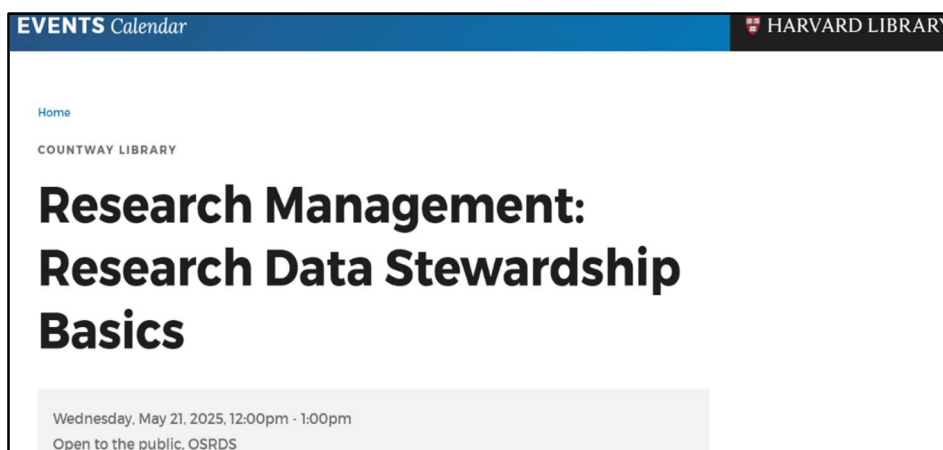 EVENTS Calendar
HARVARD LIBRARY
Home
COUNTWAY LIBRARY
Research Management:
Research Data Stewardship
Basics
Wednesday, May 21, 2025, 12:00pm - 1:00pm
Open to the public, OSRDS